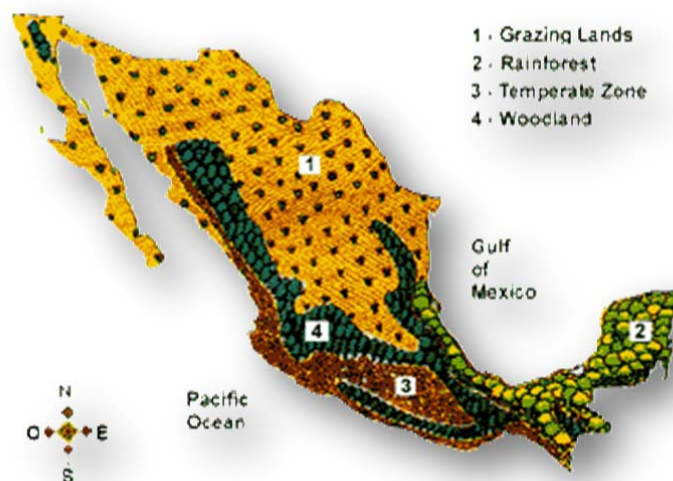 1 - Grazing Lands
2 - Rainforest
3 - Temperate Zone
4 - Woodland
1
Gulf
of
Mexico
2
4
3
Pacific
Ocean
N
O E
S